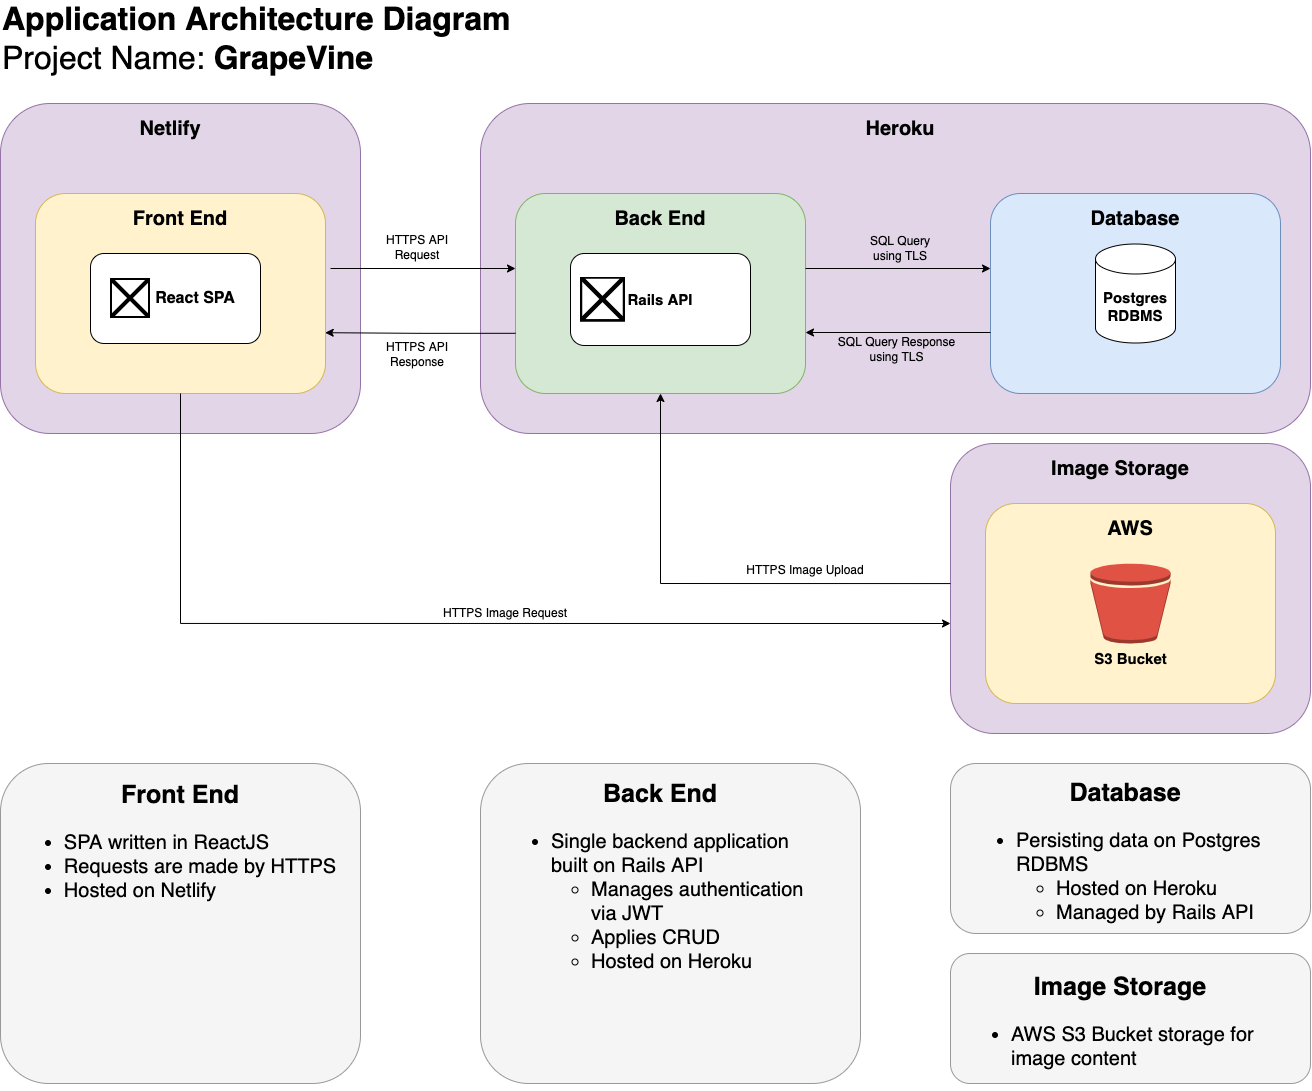 Application Architecture Diagram
Project Name: GrapeVine
Netlify
Heroku
Front End
React SPA
HTTPS API
Request
HTTPS API
Response
Back End
Rails API
SQL Query
using TLS
SQL Query Response
using TLS
Database
Postgres
RDBMS
Image Storage
AWS
S3 Bucket
HTTPS Image Upload
HTTPS Image Request
Front End
• SPA written in ReactJS
• Requests are made by HTTPS
• Hosted on Netlify
Back End
• Single backend application
built on Rails API
◦ Manages authentication
via JWT
◦ Applies CRUD
◦ Hosted on Heroku
Database
• Persisting data on Postgres
RDBMS
◦ Hosted on Heroku
◦ Managed by Rails API
Image Storage
• AWS S3 Bucket storage for
image content